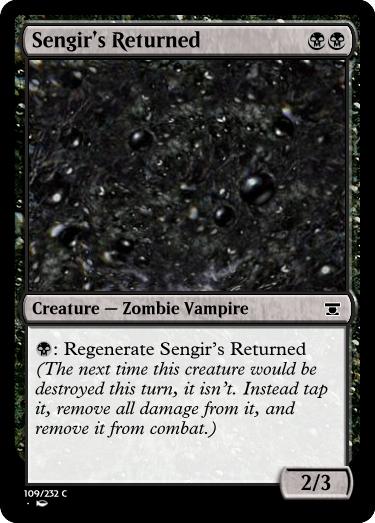 Sengir's Returned
Creature — Zombie Vampire
: Regenerate Sengir's Returned
(The next time this creature would be
destroyed this turn, it isn't. Instead tap
it, remove all damage from it, and
remove it from combat.)
2/3
109/232 C